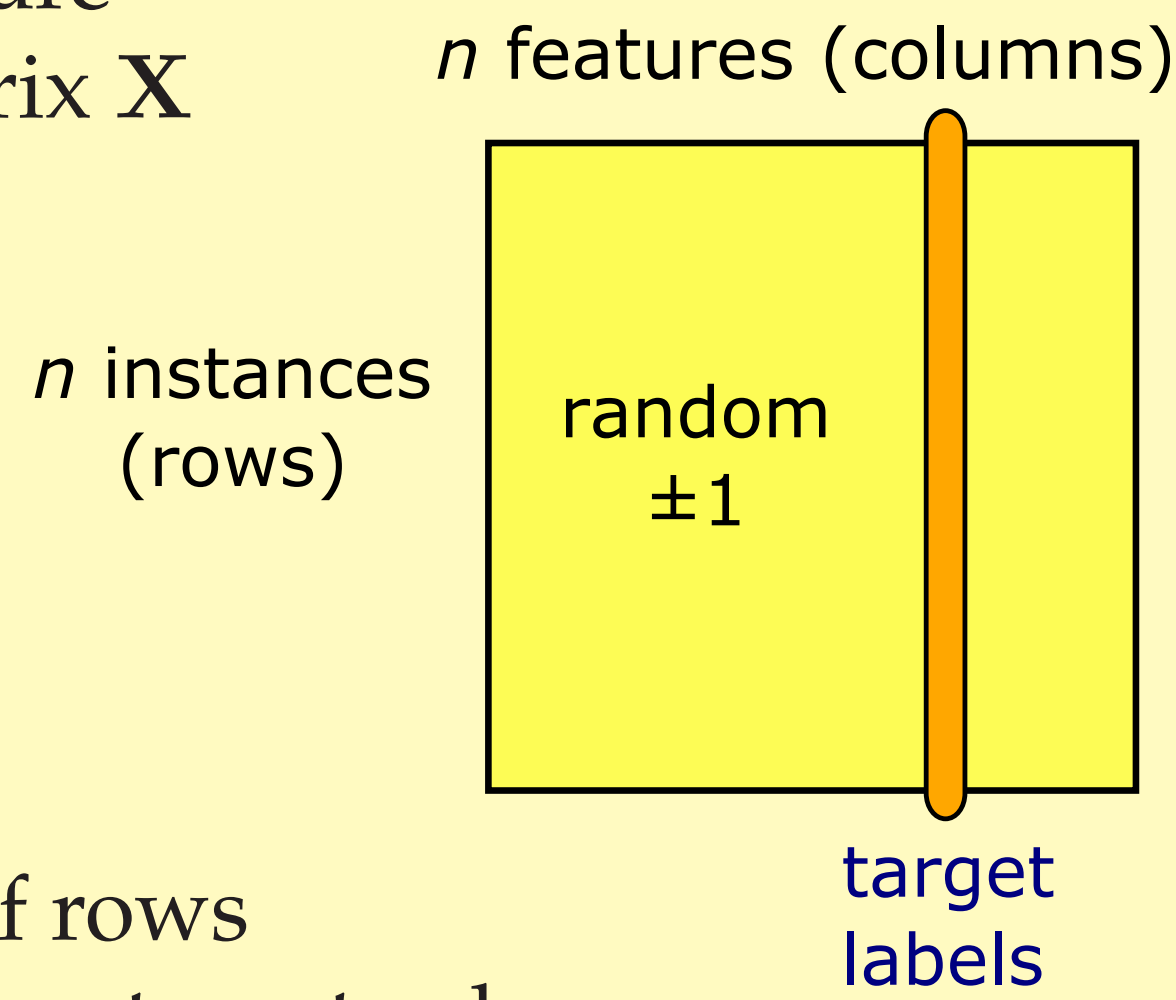 rix X
n features (columns)
n instances
(rows)
random
±1
target
labels
f rows